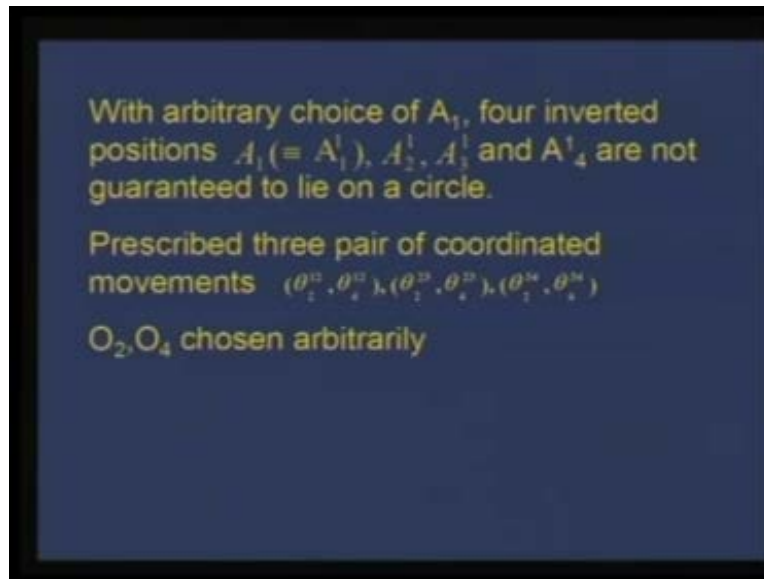 With arbitrary choice of A₁, four inverted
positions A₁(≡ A¹₁), A¹₂, A¹₃ and A¹₄ are not
guaranteed to lie on a circle.
Prescribed three pair of coordinated
movements (θ₂¹²,θ₄¹²),(θ₂²³,θ₄²³),(θ₂³⁴,θ₄³⁴)
O₂,O₄ chosen arbitrarily